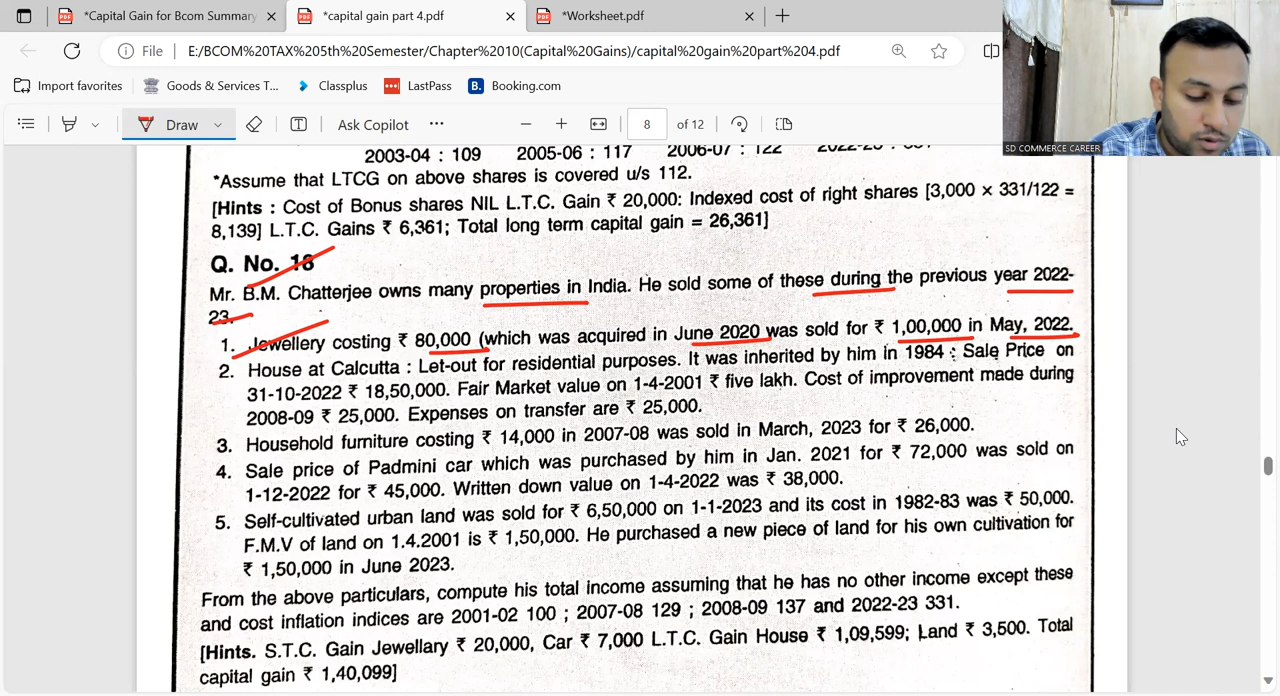 *Capital Gain for Bcom Summary
*capital gain part 4.pdf
*Worksheet.pdf
File
E:/BCOM%20TAX%205th%20Semester/Chapter%2010(Capital%20Gains)/capital%20gain%20part%204.pdf
Import favorites
Goods & Services T...
Classplus
LastPass
Booking.com
Draw
Ask Copilot
8
of 12
SD COMMERCE CAREER
2003-04 : 109 2005-06 : 117 2006-07 : 122
*Assume that LTCG on above shares is covered u/s 112.
[Hints : Cost of Bonus shares NIL L.T.C. Gain ₹ 20,000: Indexed cost of right shares [3,000 × 331/122 =
8,139] L.T.C. Gains ₹ 6,361; Total long term capital gain = 26,361]
Q. No. 18
Mr. B.M. Chatterjee owns many properties in India. He sold some of these during the previous year 2022-
23.
1. Jewellery costing ₹ 80,000 (which was acquired in June 2020 was sold for ₹ 1,00,000 in May, 2022.
2. House at Calcutta : Let-out for residential purposes. It was inherited by him in 1984 : Sale Price on
31-10-2022 ₹ 18,50,000. Fair Market value on 1-4-2001 ₹ five lakh. Cost of improvement made during
2008-09 ₹ 25,000. Expenses on transfer are ₹ 25,000.
3. Household furniture costing ₹ 14,000 in 2007-08 was sold in March, 2023 for ₹ 26,000.
4. Sale price of Padmini car which was purchased by him in Jan. 2021 for ₹ 72,000 was sold on
1-12-2022 for ₹ 45,000. Written down value on 1-4-2022 was ₹ 38,000.
5. Self-cultivated urban land was sold for ₹ 6,50,000 on 1-1-2023 and its cost in 1982-83 was ₹ 50,000.
F.M.V of land on 1.4.2001 is ₹ 1,50,000. He purchased a new piece of land for his own cultivation for
₹ 1,50,000 in June 2023.
From the above particulars, compute his total income assuming that he has no other income except these
and cost inflation indices are 2001-02 100 ; 2007-08 129 ; 2008-09 137 and 2022-23 331.
[Hints. S.T.C. Gain Jewellery ₹ 20,000, Car ₹ 7,000 L.T.C. Gain House ₹ 1,09,599; Land ₹ 3,500. Total
capital gain ₹ 1,40,099]